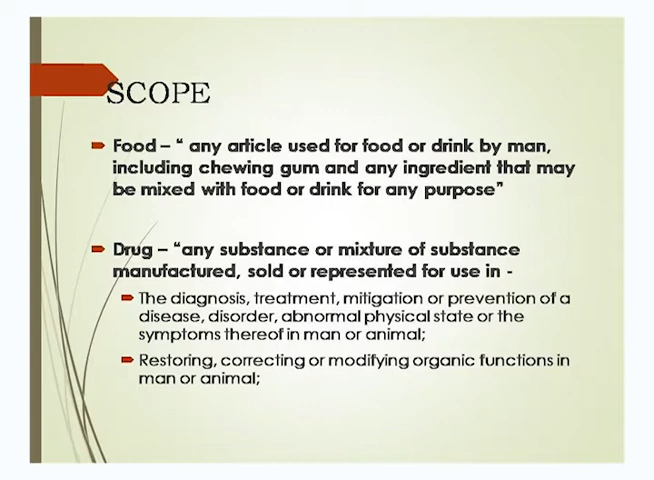 SCOPE
Food – “ any article used for food or drink by man,
including chewing gum and any ingredient that may
be mixed with food or drink for any purpose”
Drug – “any substance or mixture of substance
manufactured, sold or represented for use in -
The diagnosis, treatment, mitigation or prevention of a
disease, disorder, abnormal physical state or the
symptoms thereof in man or animal;
Restoring, correcting or modifying organic functions in
man or animal;